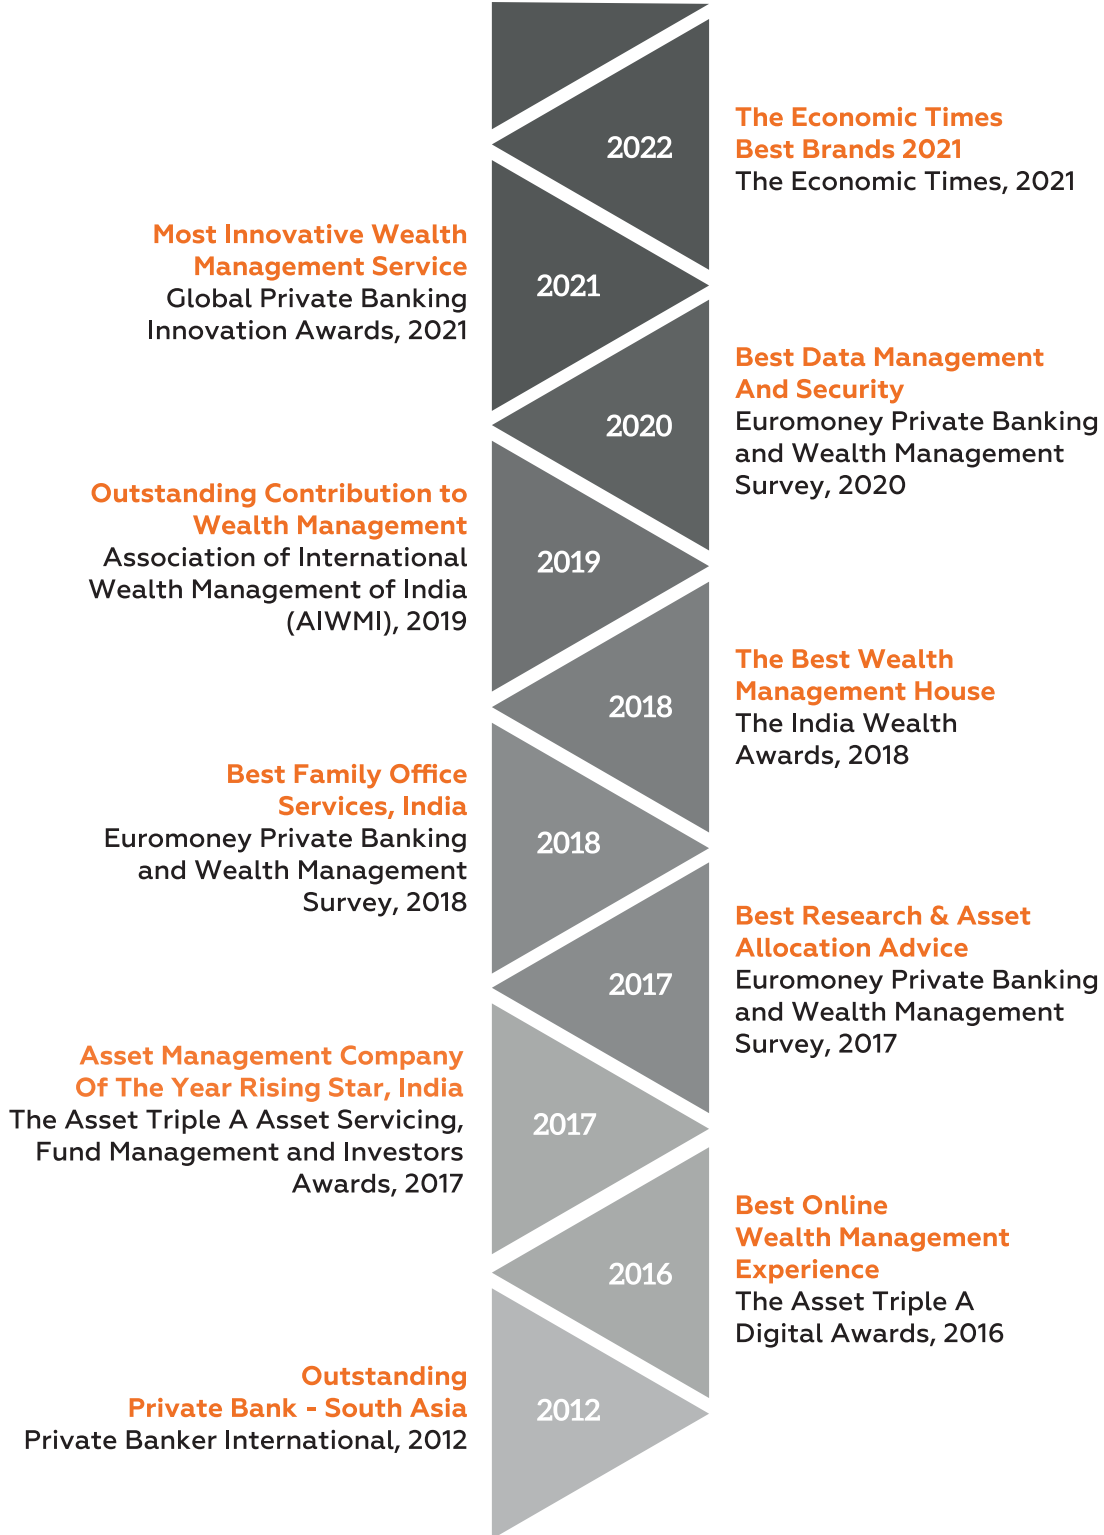 2022
The Economic Times
Best Brands 2021
The Economic Times, 2021
Most Innovative Wealth
Management Service
Global Private Banking
Innovation Awards, 2021
2021
Best Data Management
And Security
Euromoney Private Banking
and Wealth Management
Survey, 2020
2020
Outstanding Contribution to
Wealth Management
Association of International
Wealth Management of India
(AIWMI), 2019
2019
The Best Wealth
Management House
The India Wealth
Awards, 2018
2018
Best Family Office
Services, India
Euromoney Private Banking
and Wealth Management
Survey, 2018
2018
Best Research & Asset
Allocation Advice
Euromoney Private Banking
and Wealth Management
Survey, 2017
2017
Asset Management Company
Of The Year Rising Star, India
The Asset Triple A Asset Servicing,
Fund Management and Investors
Awards, 2017
2017
Best Online
Wealth Management
Experience
The Asset Triple A
Digital Awards, 2016
2016
Outstanding
Private Bank - South Asia
Private Banker International, 2012
2012